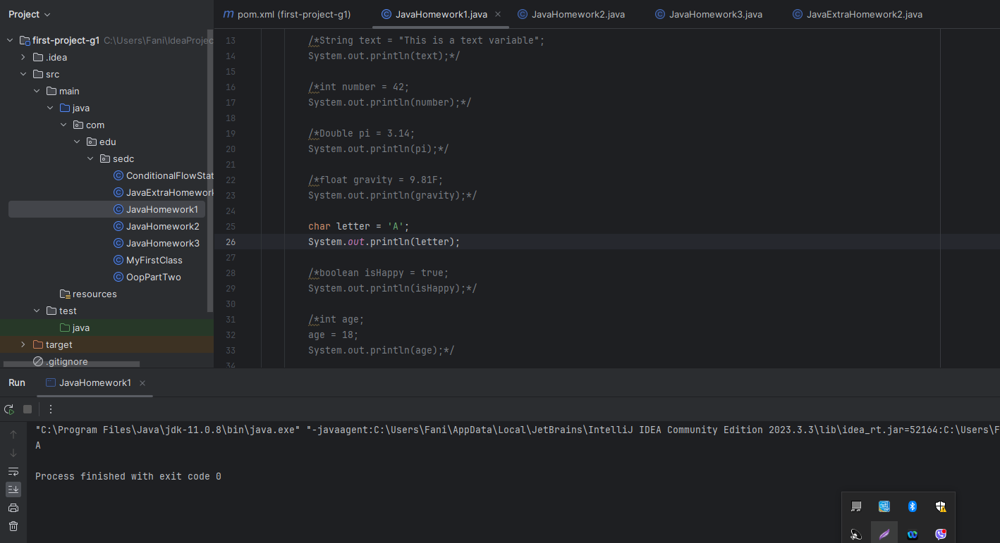 Project
pom.xml (first-project-g1)
JavaHomework1.java
JavaHomework2.java
JavaHomework3.java
JavaExtraHomework2.java
first-project-g1 C:\Users\Fani\IdeaProjec
.idea
src
main
java
com
edu
sedc
ConditionalFlowStat
JavaExtraHomework
JavaHomework1
JavaHomework2
JavaHomework3
MyFirstClass
OopPartTwo
resources
test
java
target
.gitignore
13 /*String text = "This is a text variable";
14 System.out.println(text);*/
15
16 /*int number = 42;
17 System.out.println(number);*/
18
19 /*Double pi = 3.14;
20 System.out.println(pi);*/
21
22 /*float gravity = 9.81F;
23 System.out.println(gravity);*/
24
25 char letter = 'A';
26 System.out.println(letter);
27
28 /*boolean isHappy = true;
29 System.out.println(isHappy);*/
30
31 /*int age;
32 age = 18;
33 System.out.println(age);*/
34
Run JavaHomework1
"C:\Program Files\Java\jdk-11.0.8\bin\java.exe" "-javaagent:C:\Users\Fani\AppData\Local\JetBrains\IntelliJ IDEA Community Edition 2023.3.3\lib\idea_rt.jar=52164:C:\Users\F
A
Process finished with exit code 0